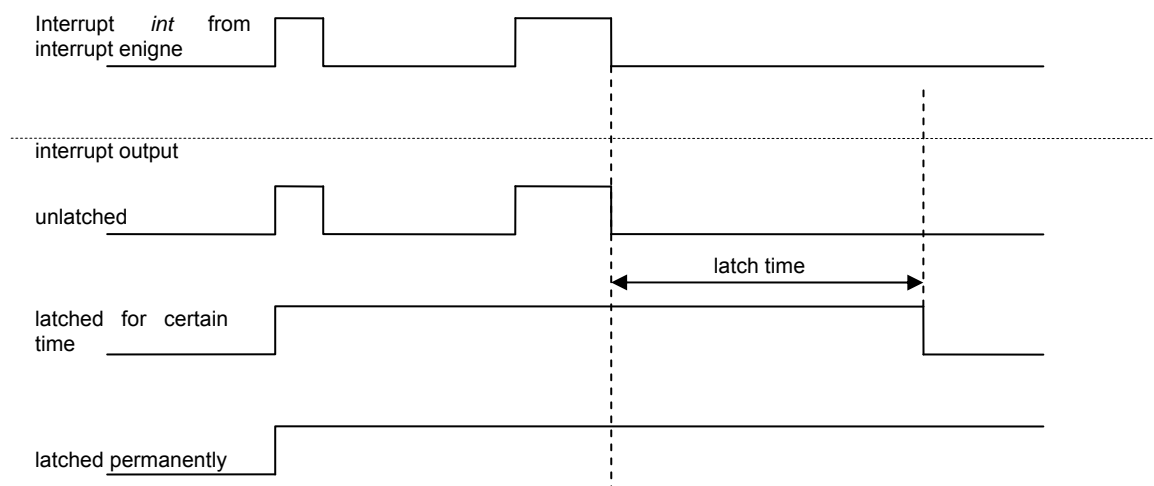 Interrupt int from
interrupt enigne
interrupt output
unlatched
latch time
latched for certain
time
latched permanently